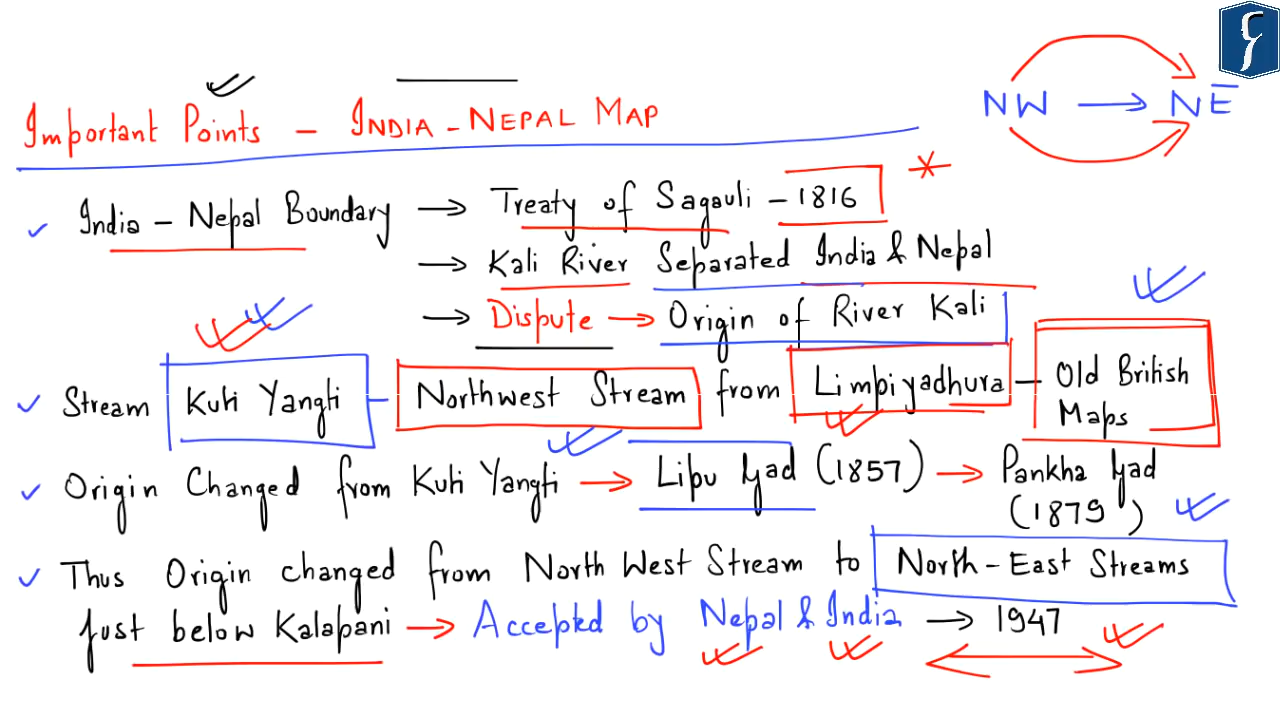 NW → NE
Important Points – INDIA – NEPAL MAP
India – Nepal Boundary → Treaty of Sagauli – 1816
→ Kali River Separated India & Nepal
→ Dispute → Origin of River Kali
Stream Kuti Yangti – Northwest Stream from Limpiyadhura – Old British Maps
Origin Changed from Kuti Yangti → Lipu Gad (1857) → Pankha Gad (1879)
Thus Origin changed from North West Stream to North-East Streams
just below Kalapani → Accepted by Nepal & India → 1947